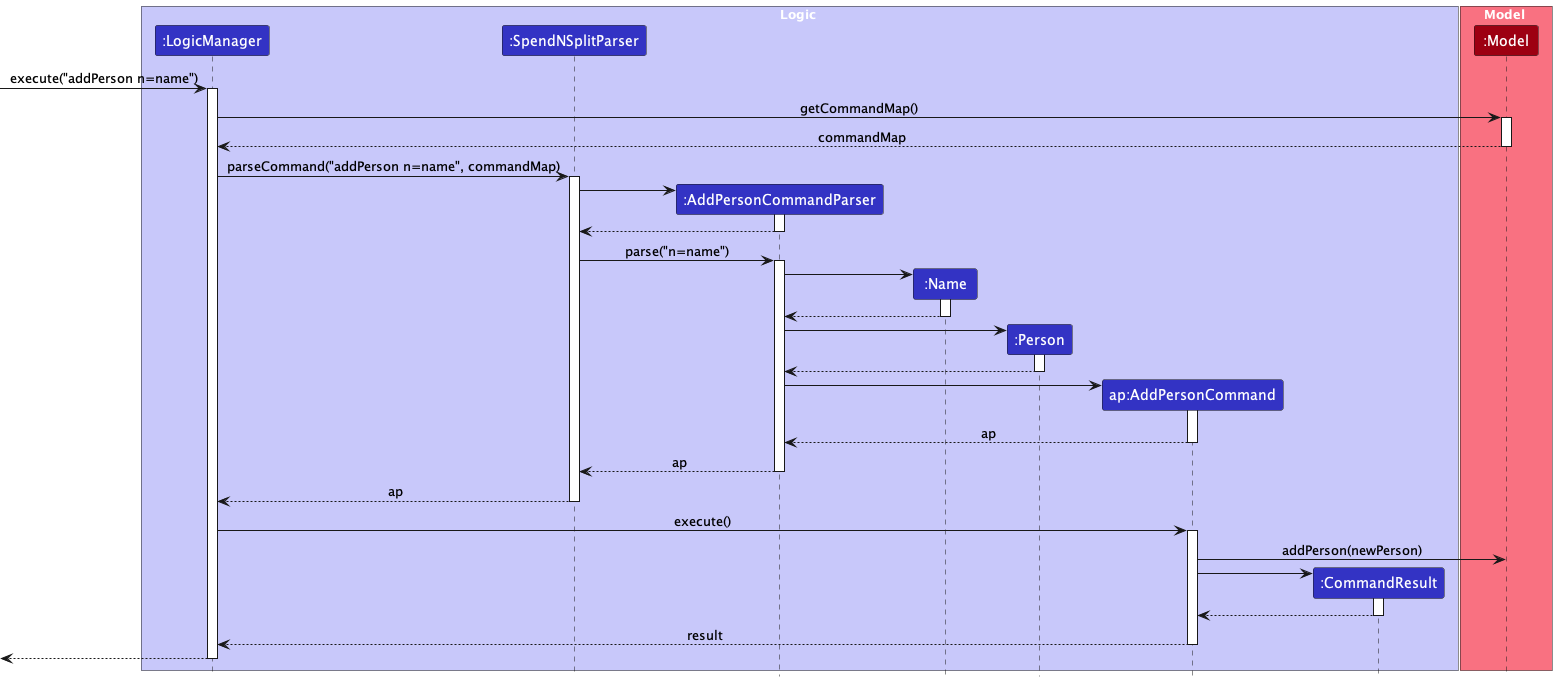 Logic
Model
:LogicManager
:SpendNSplitParser
:Model
execute("addPerson n=name")
getCommandMap()
commandMap
parseCommand("addPerson n=name", commandMap)
:AddPersonCommandParser
parse("n=name")
:Name
:Person
ap:AddPersonCommand
ap
ap
ap
execute()
addPerson(newPerson)
:CommandResult
result